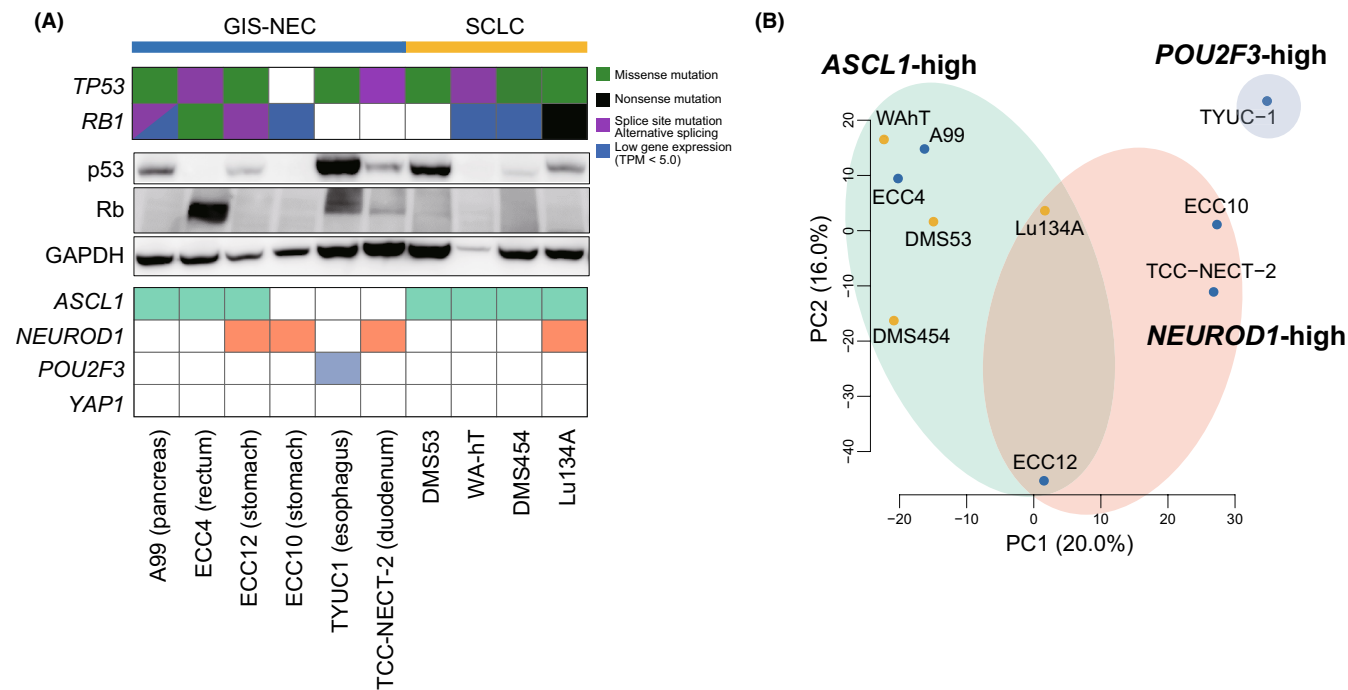 (A)
GIS-NEC
SCLC
TP53
RB1
Missense mutation
Nonsense mutation
Splice site mutation
Alternative splicing
Low gene expression
(TPM < 5.0)
p53
Rb
GAPDH
ASCL1
NEUROD1
POU2F3
YAP1
A99 (pancreas)
ECC4 (rectum)
ECC12 (stomach)
ECC10 (stomach)
TYUC1 (esophagus)
TCC-NECT-2 (duodenum)
DMS53
WA-hT
DMS454
Lu134A
(B)
ASCL1-high
POU2F3-high
TYUC−1
WAhT
A99
ECC4
DMS53
Lu134A
ECC10
TCC−NECT−2
DMS454
NEUROD1-high
ECC12
PC2 (16.0%)
20
10
0
−10
−20
−30
−40
−20
−10
0
10
20
30
PC1 (20.0%)